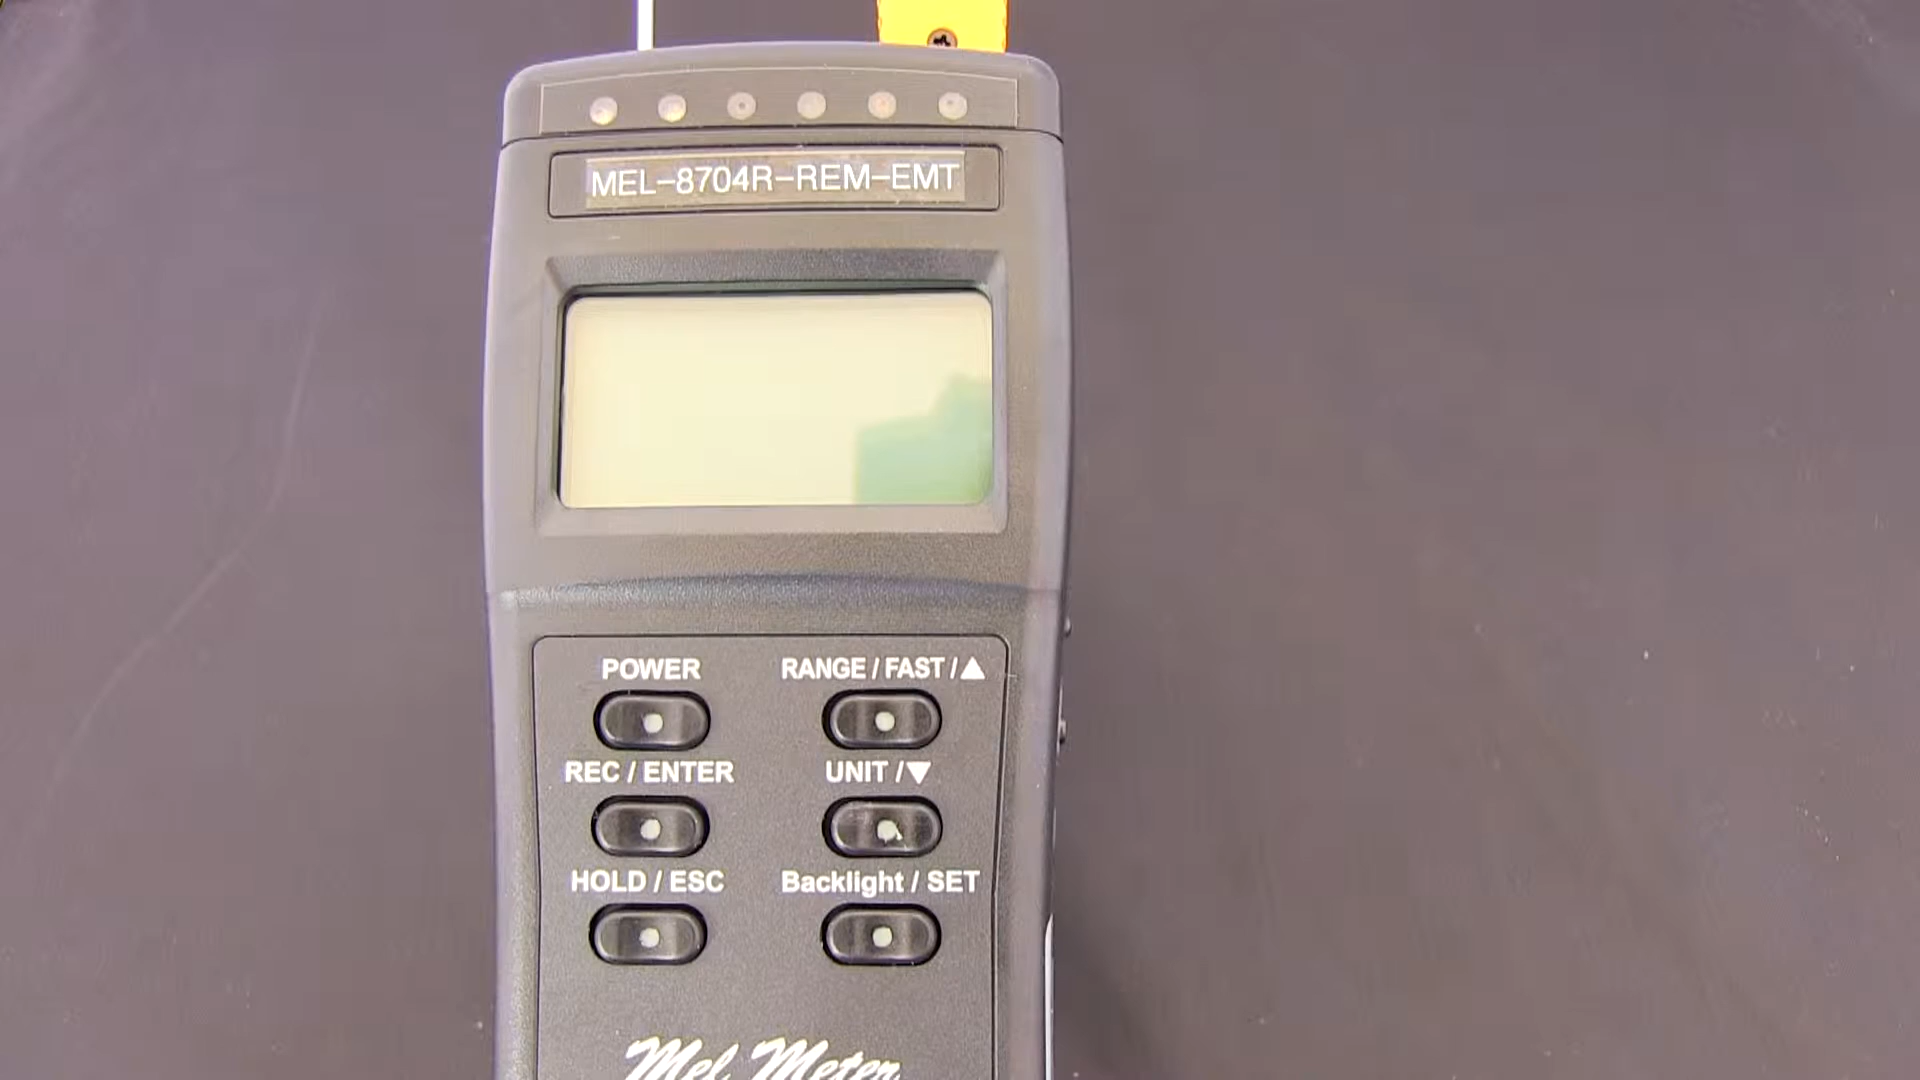 MEL-8704R-REM-EMT
POWER
RANGE / FAST / ▲
REC / ENTER
UNIT / ▼
HOLD / ESC
Backlight / SET
Mel Meter